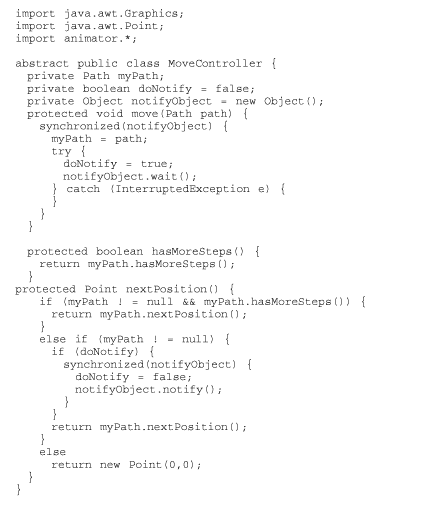 import java.awt.Graphics;
import java.awt.Point;
import animator.*;

abstract public class MoveController {
  private Path myPath;
  private boolean doNotify = false;
  private Object notifyObject = new Object();
  protected void move(Path path) {
    synchronized(notifyObject) {
      myPath = path;
      try {
        doNotify = true;
        notifyObject.wait();
      } catch (InterruptedException e) {
      }
    }
  }

  protected boolean hasMoreSteps() {
    return myPath.hasMoreSteps();
  }
protected Point nextPosition() {
    if (myPath ! = null && myPath.hasMoreSteps()) {
      return myPath.nextPosition();
    }
    else if (myPath ! = null) {
      if (doNotify) {
        synchronized(notifyObject) {
          doNotify = false;
          notifyObject.notify();
        }
      }
      return myPath.nextPosition();
    }
    else
      return new Point(0,0);
  }
}